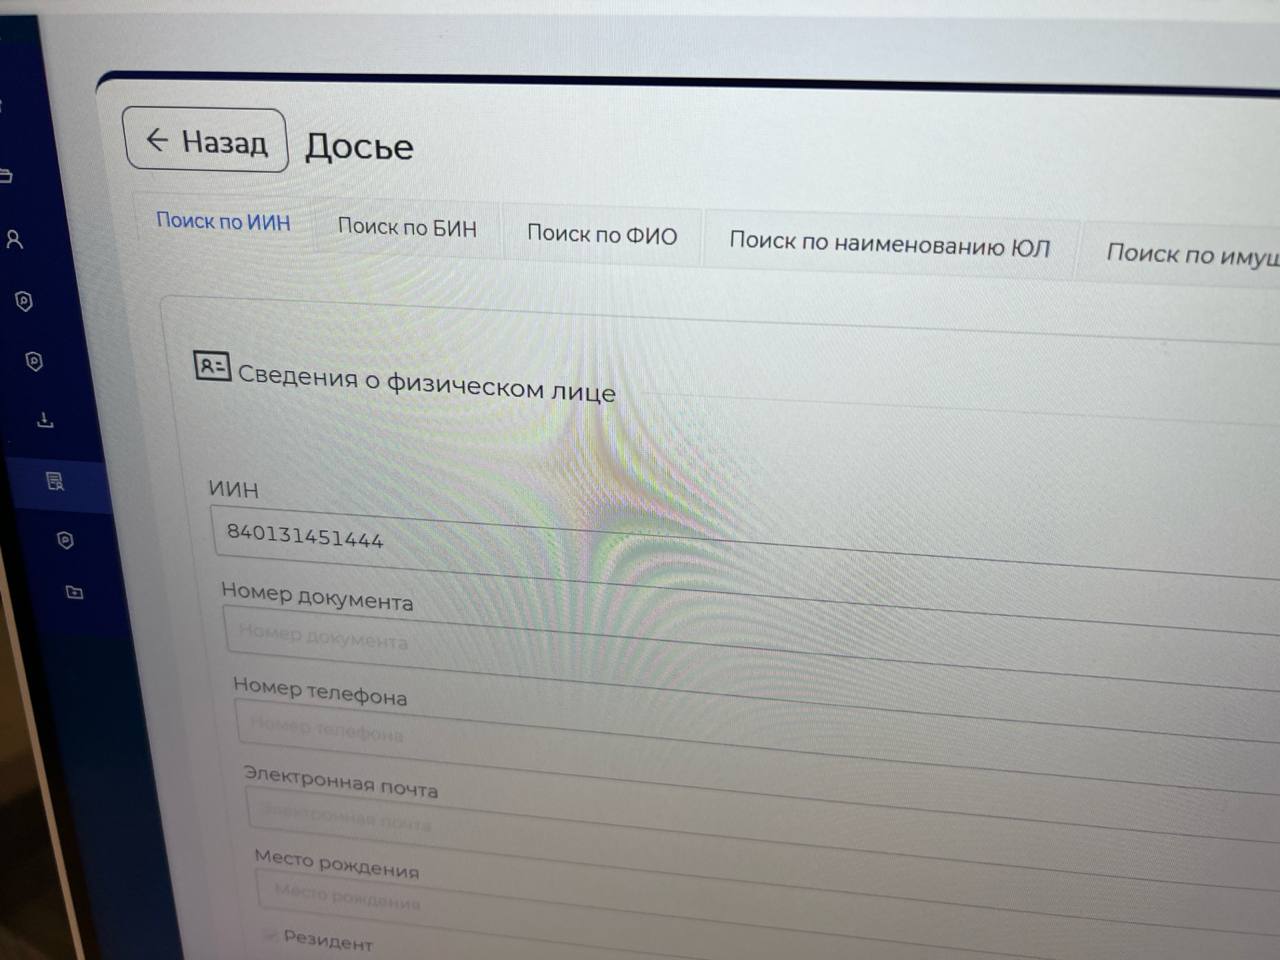 ← Назад Досье
Поиск по ИИН Поиск по БИН Поиск по ФИО Поиск по наименованию ЮЛ Поиск по имущ
Сведения о физическом лице
ИИН
840131451444
Номер документа
Номер документа
Номер телефона
Номер телефона
Электронная почта
Электронная почта
Место рождения
Место рождения
Резидент